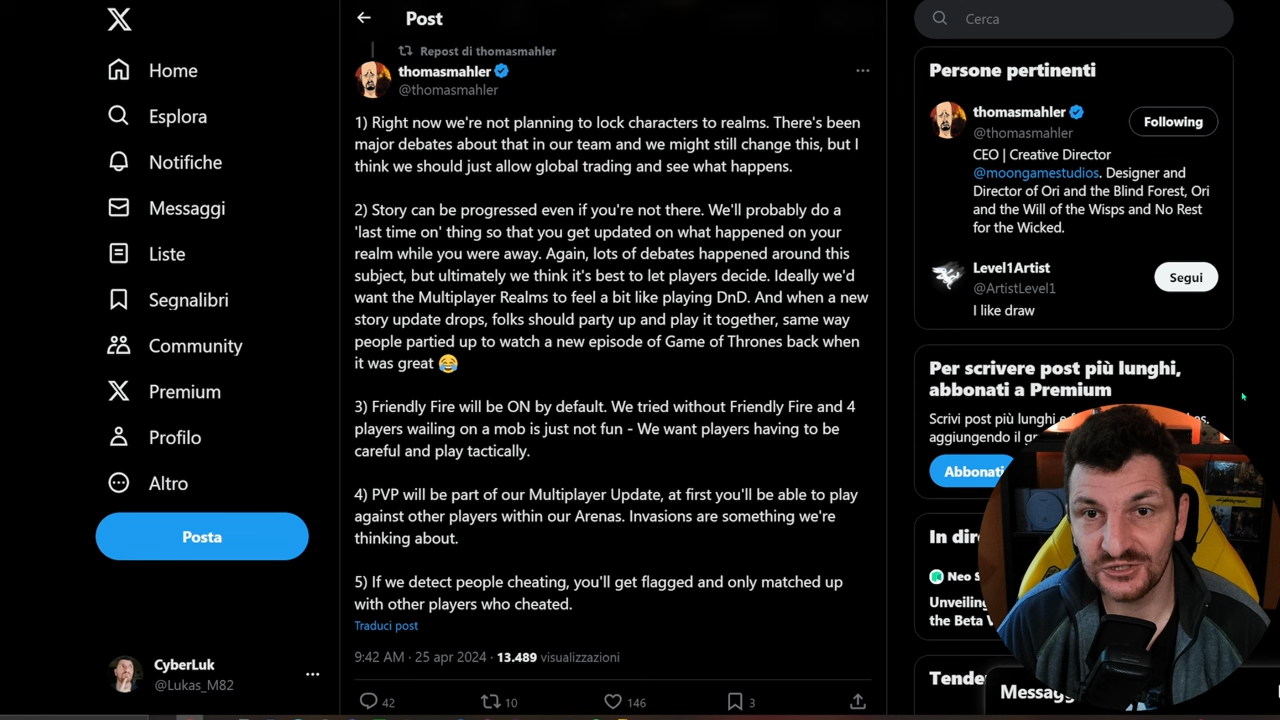 Post
Cerca
Home
Esplora
Notifiche
Messaggi
Liste
Segnalibri
Community
Premium
Profilo
Altro
Posta
CyberLuk
@Lukas_M82
Repost di thomasmahler
thomasmahler
@thomasmahler
1) Right now we're not planning to lock characters to realms. There's been
major debates about that in our team and we might still change this, but I
think we should just allow global trading and see what happens.
2) Story can be progressed even if you're not there. We'll probably do a
'last time on' thing so that you get updated on what happened on your
realm while you were away. Again, lots of debates happened around this
subject, but ultimately we think it's best to let players decide. Ideally we'd
want the Multiplayer Realms to feel a bit like playing DnD. And when a new
story update drops, folks should party up and play it together, same way
people partied up to watch a new episode of Game of Thrones back when
it was great 😂
3) Friendly Fire will be ON by default. We tried without Friendly Fire and 4
players wailing on a mob is just not fun - We want players having to be
careful and play tactically.
4) PVP will be part of our Multiplayer Update, at first you'll be able to play
against other players within our Arenas. Invasions are something we're
thinking about.
5) If we detect people cheating, you'll get flagged and only matched up
with other players who cheated.
Traduci post
9:42 AM · 25 apr 2024 · 13.489 visualizzazioni
42 10 146 3
Persone pertinenti
thomasmahler
@thomasmahler
Following
CEO | Creative Director
@moongamestudios. Designer and
Director of Ori and the Blind Forest, Ori
and the Will of the Wisps and No Rest
for the Wicked.
Level1Artist
@ArtistLevel1
Segui
I like draw
Per scrivere post più lunghi,
abbonati a Premium
Scrivi post più lunghi
aggiungendo il
Abbonati
In
Neo
Unveiling
the Beta
Messagg